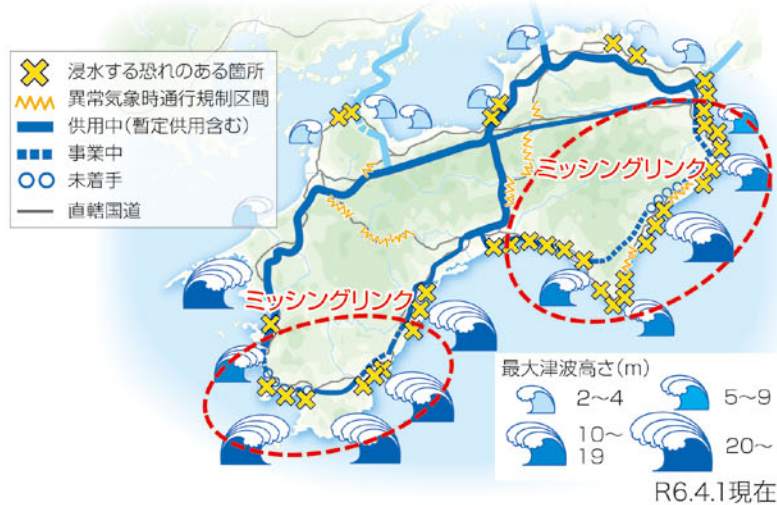 浸水する恐れのある箇所
異常気象時通行規制区間
供用中(暫定供用含む)
事業中
未着手
直轄国道
ミッシングリンク
ミッシングリンク
最大津波高さ(m)
2〜4
5〜9
10〜
19
20〜
R6.4.1現在